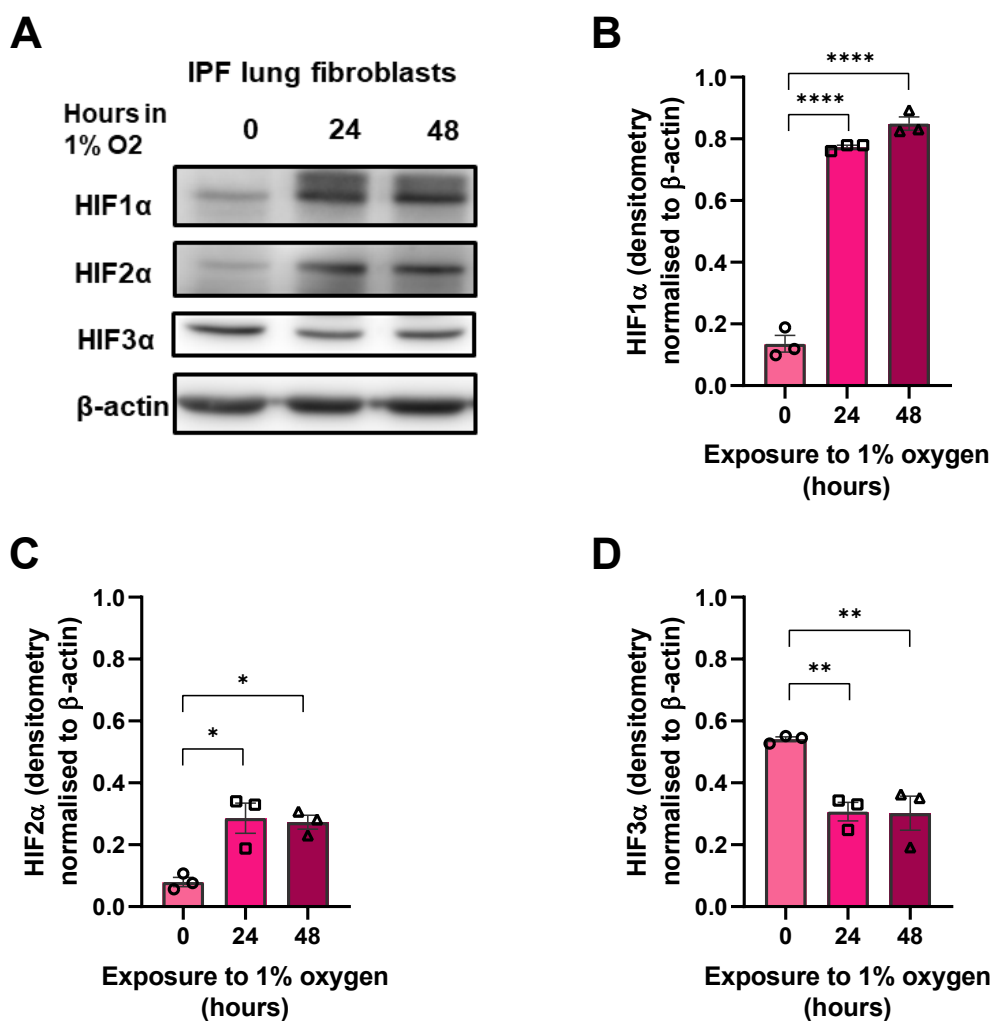 A
IPF lung fibroblasts
Hours in
1% O2
0 24 48
HIF1α
HIF2α
HIF3α
β-actin
B
HIF1α (densitometry
normalised to β-actin)
1.0
0.8
0.6
0.4
0.2
0.0
****
****
0 24 48
Exposure to 1% oxygen
(hours)
C
HIF2α (densitometry
normalised to β-actin)
1.0
0.8
0.6
0.4
0.2
0.0
*
*
0 24 48
Exposure to 1% oxygen
(hours)
D
HIF3α (densitometry
normalised to β-actin)
1.0
0.8
0.6
0.4
0.2
0.0
**
**
0 24 48
Exposure to 1% oxygen
(hours)